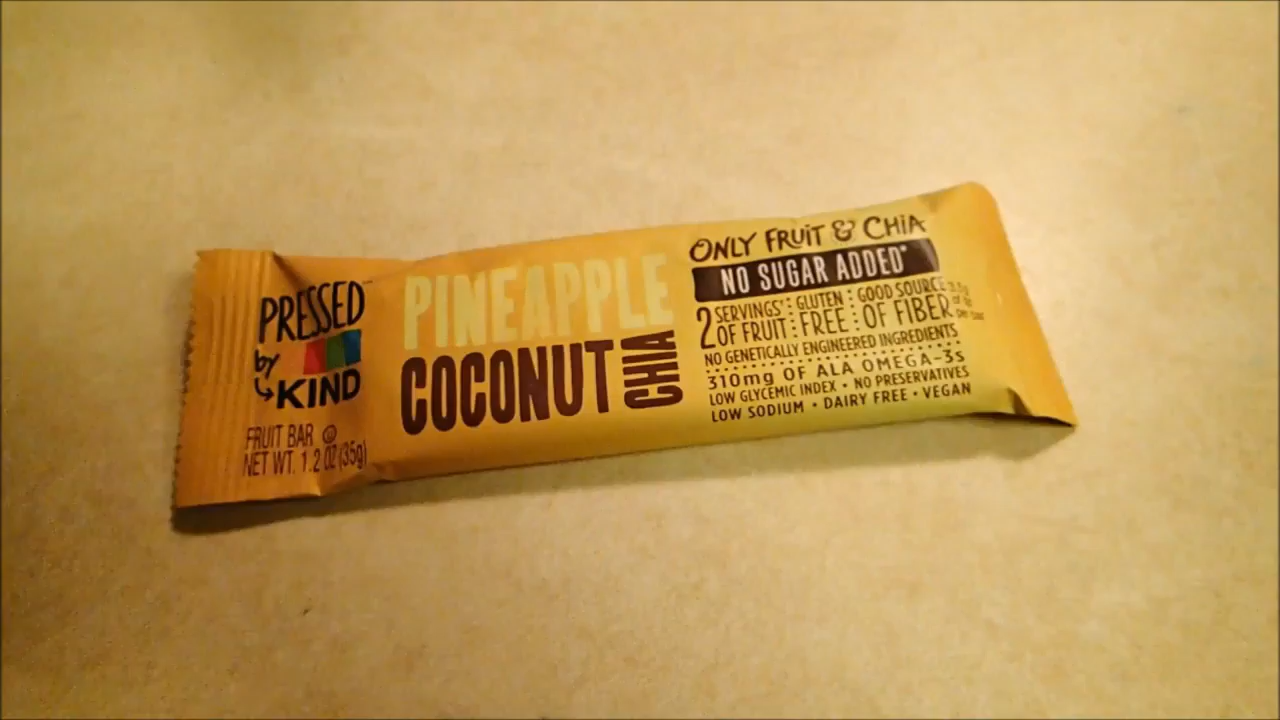 PRESSED™
by
KIND
FRUIT BAR Ⓤ
NET WT. 1.2 OZ (35g)
PINEAPPLE
COCONUT
CHIA
ONLY FRUiT & CHiA
NO SUGAR ADDED*
2 SERVINGS* OF FRUIT
GLUTEN FREE
GOOD SOURCE OF FIBER
NO GENETICALLY ENGINEERED INGREDIENTS
310mg OF ALA OMEGA-3s
LOW GLYCEMIC INDEX • NO PRESERVATIVES
LOW SODIUM • DAIRY FREE • VEGAN